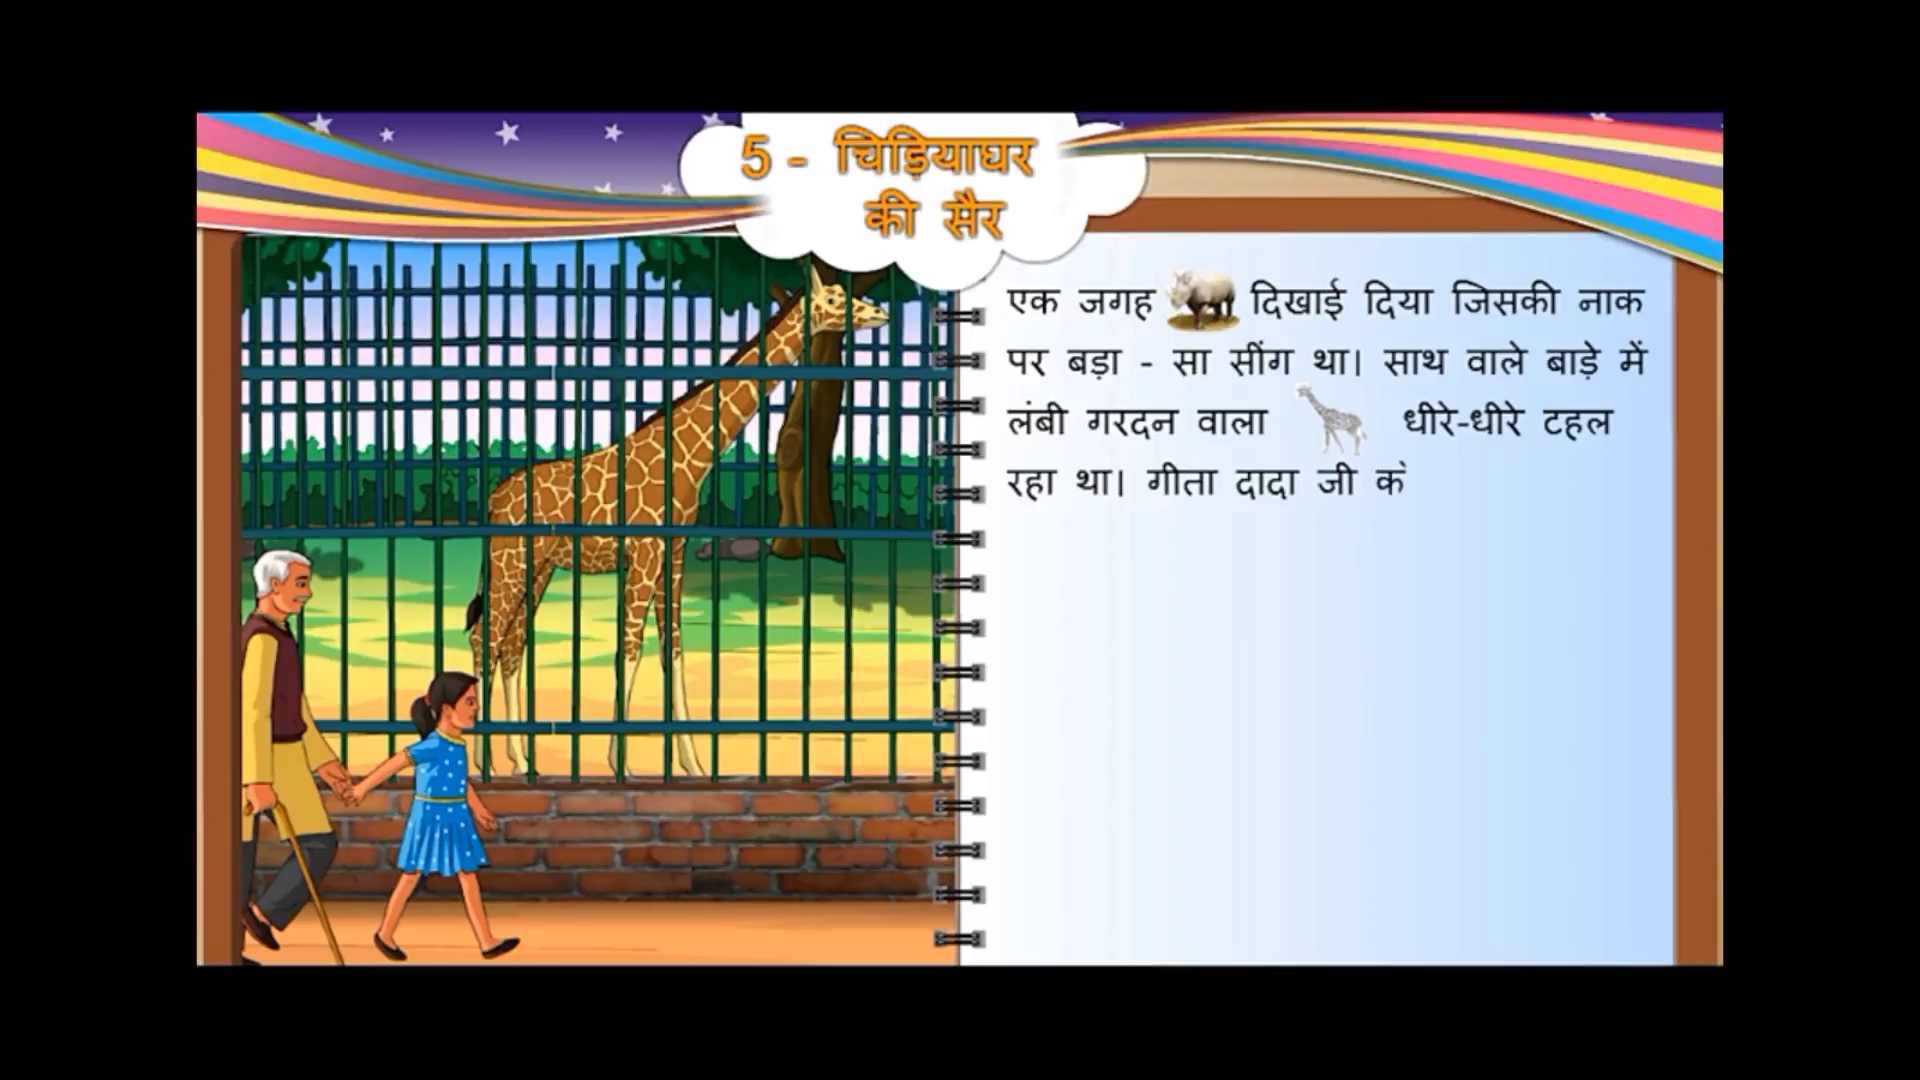 5 - चिड़ियाघर
की सैर
एक जगह दिखाई दिया जिसकी नाक
पर बड़ा - सा सींग था। साथ वाले बाड़े में
लंबी गरदन वाला धीरे-धीरे टहल
रहा था। गीता दादा जी